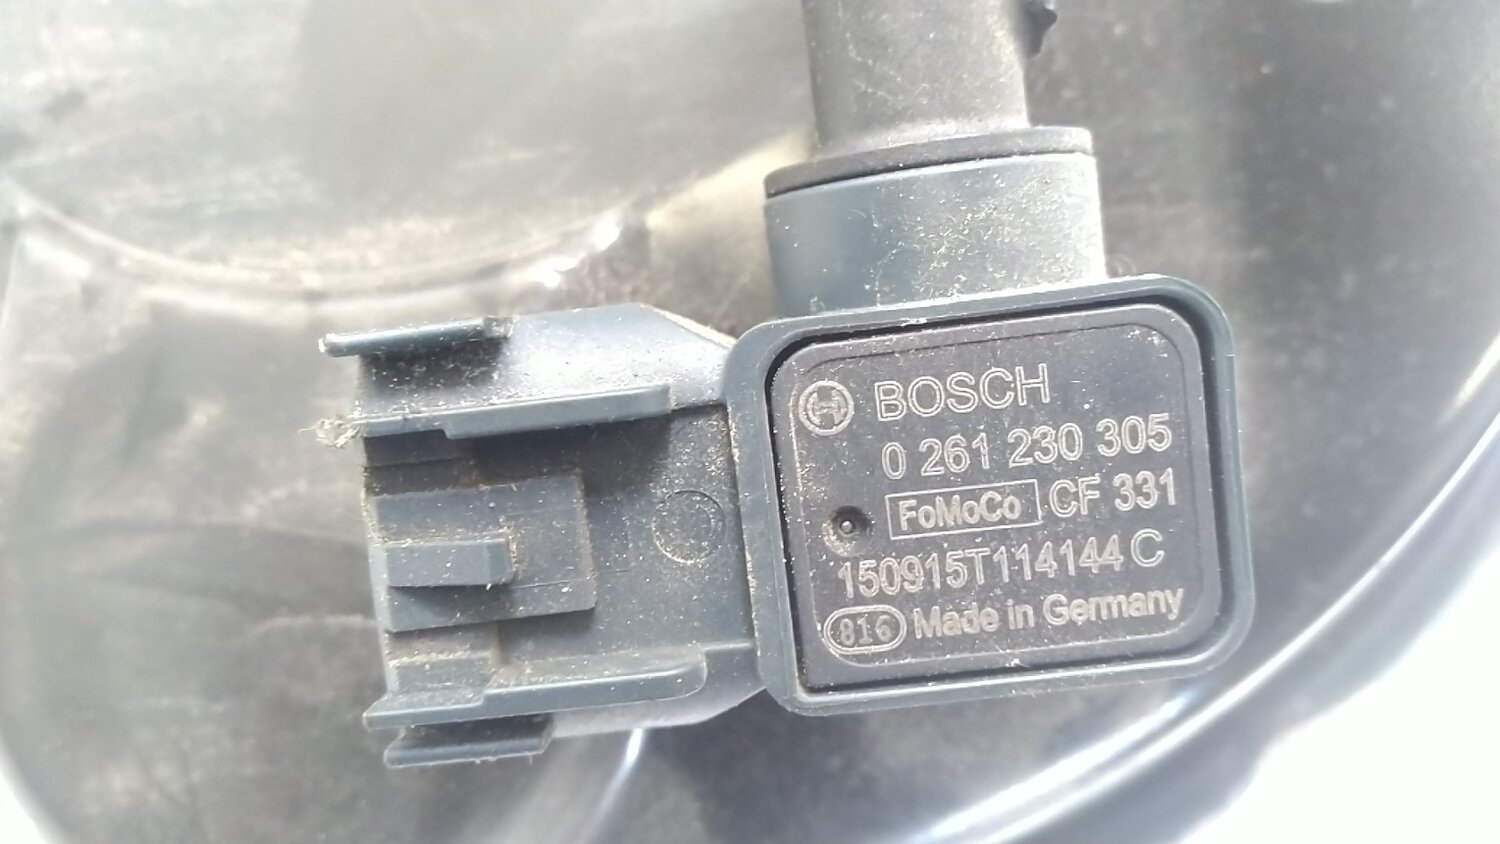 BOSCH
0 261 230 305
FoMoCo CF 331
150915T114144 C
816 Made in Germany